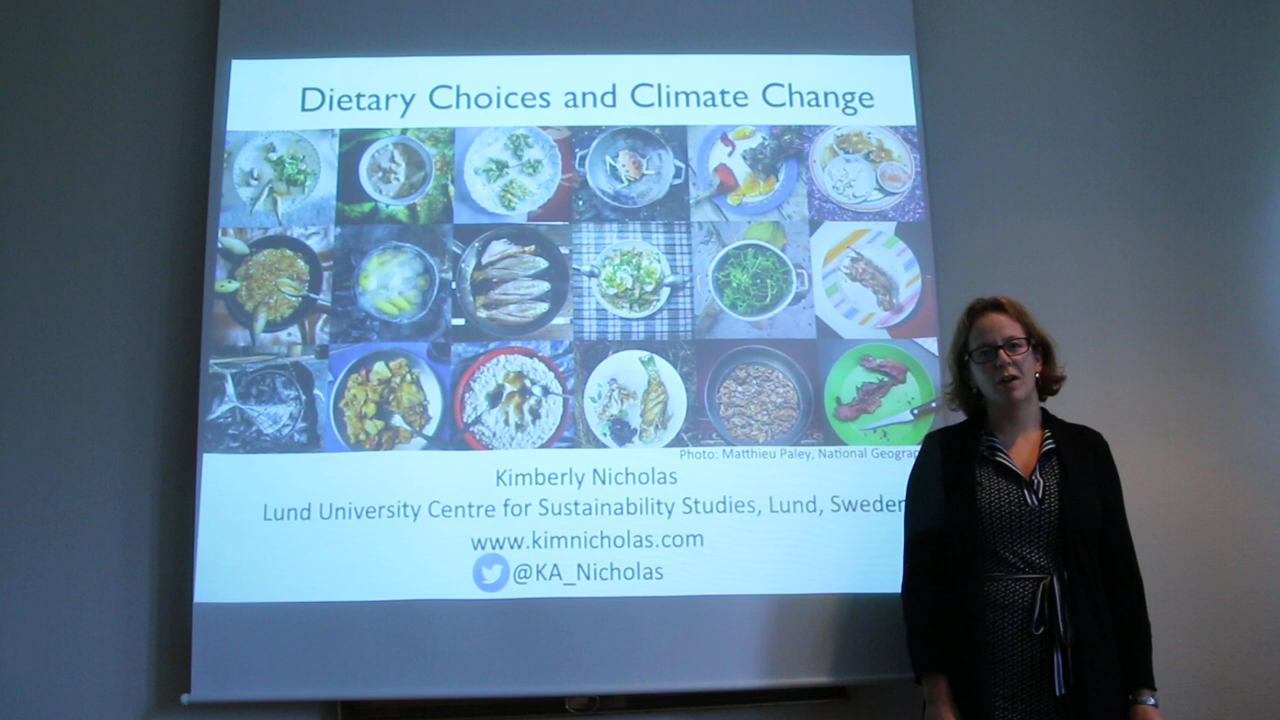 Dietary Choices and Climate Change
Photo: Matthieu Paley, National
Kimberly Nicholas
Lund University Centre for Sustainability Studies, Lund, Sweden
www.kimnicholas.com
@KA_Nicholas